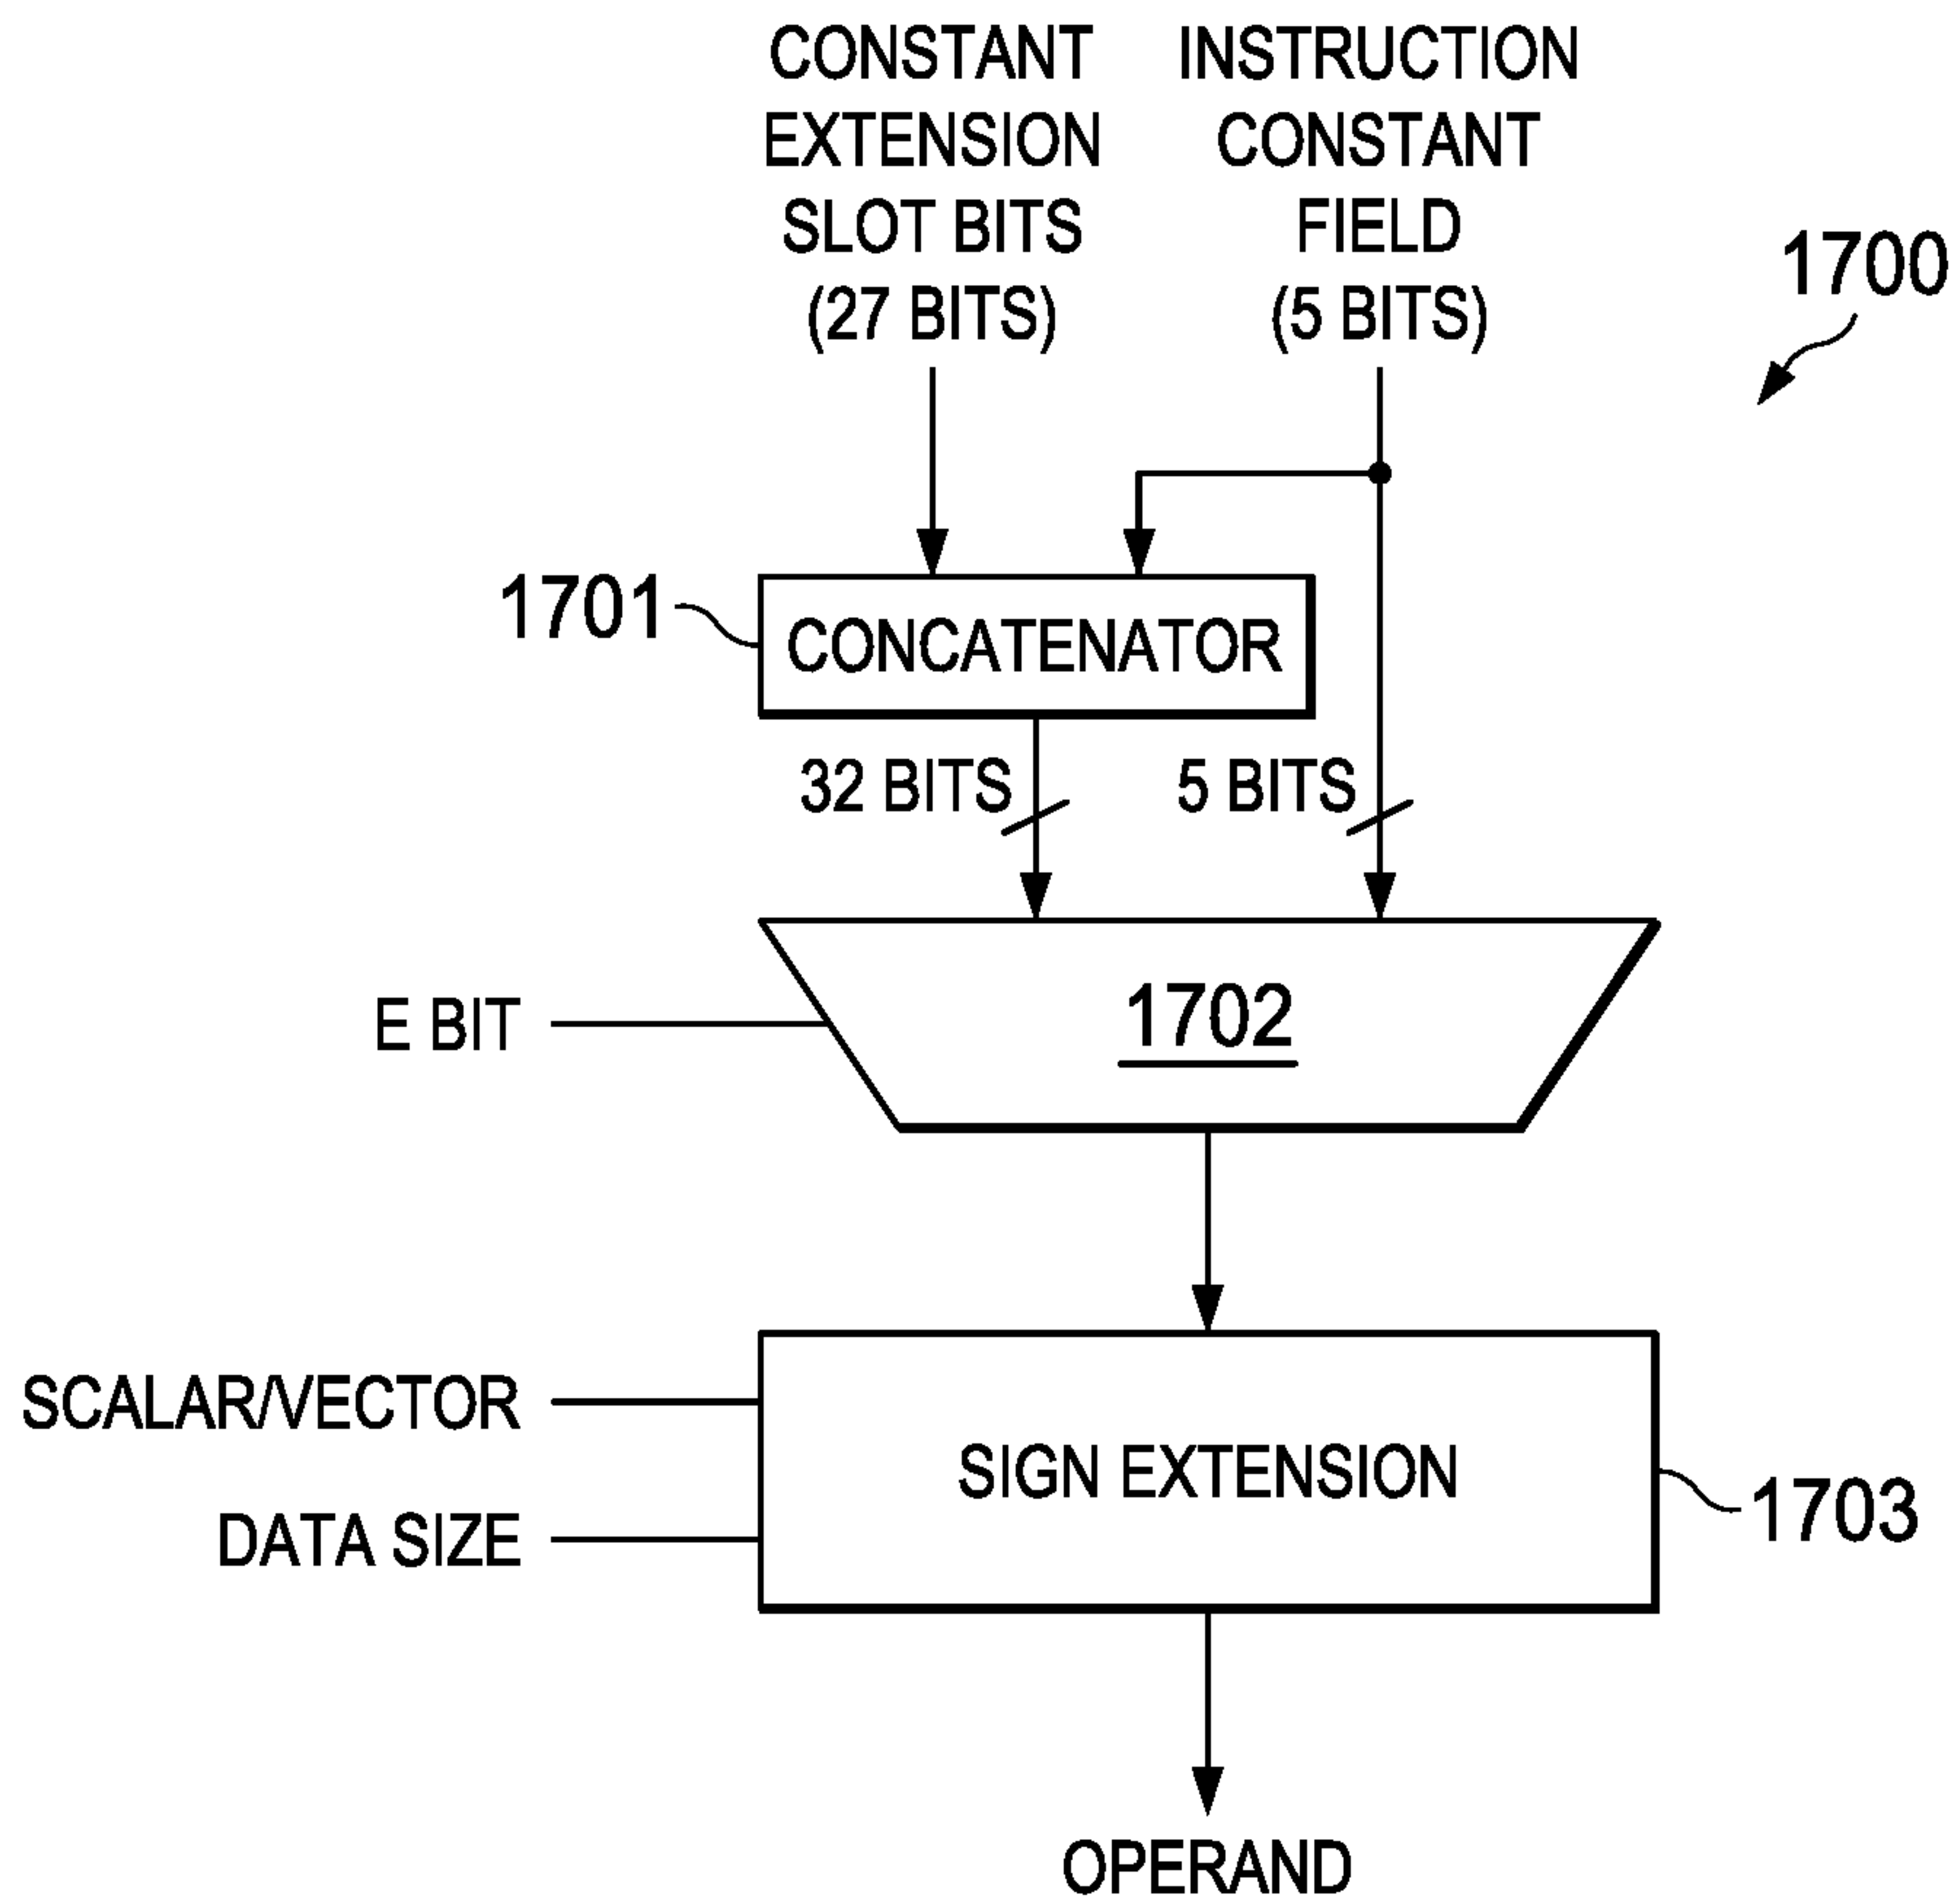 CONSTANT
EXTENSION
SLOT BITS
(27 BITS)
INSTRUCTION
CONSTANT
FIELD
(5 BITS)
1700
1701
CONCATENATOR
32 BITS
5 BITS
E BIT
1702
SCALAR/VECTOR
DATA SIZE
SIGN EXTENSION
1703
OPERAND